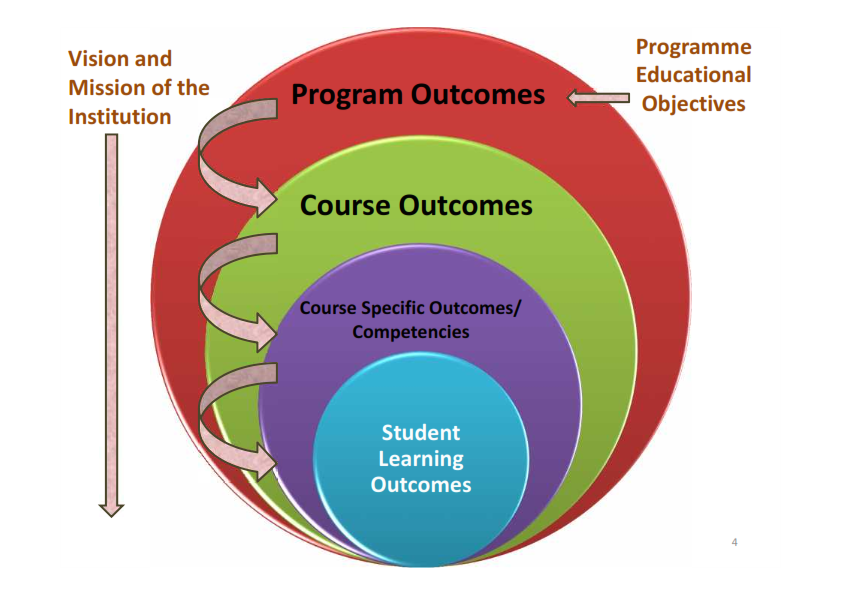 Vision and
Mission of the
Institution
Programme
Educational
Objectives
Program Outcomes
Course Outcomes
Course Specific Outcomes/
Competencies
Student
Learning
Outcomes
4